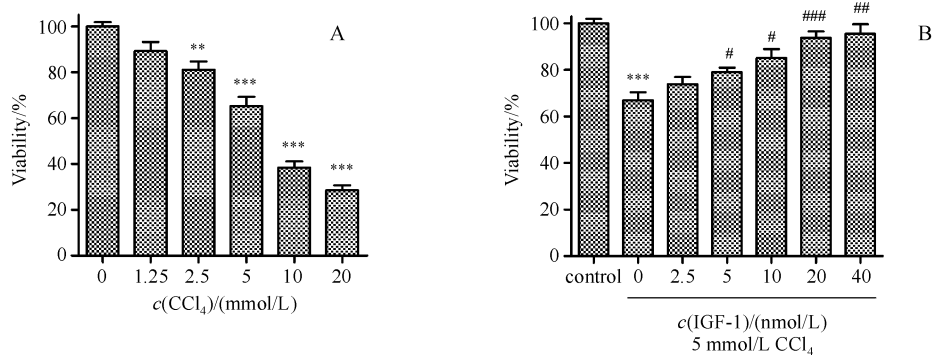 A
Viability/%
100
80
60
40
20
0
**
***
***
***
0 1.25 2.5 5 10 20
c(CCl4)/(mmol/L)
B
Viability/%
100
80
60
40
20
0
***
#
#
###
##
control 0 2.5 5 10 20 40
c(IGF-1)/(nmol/L)
5 mmol/L CCl4